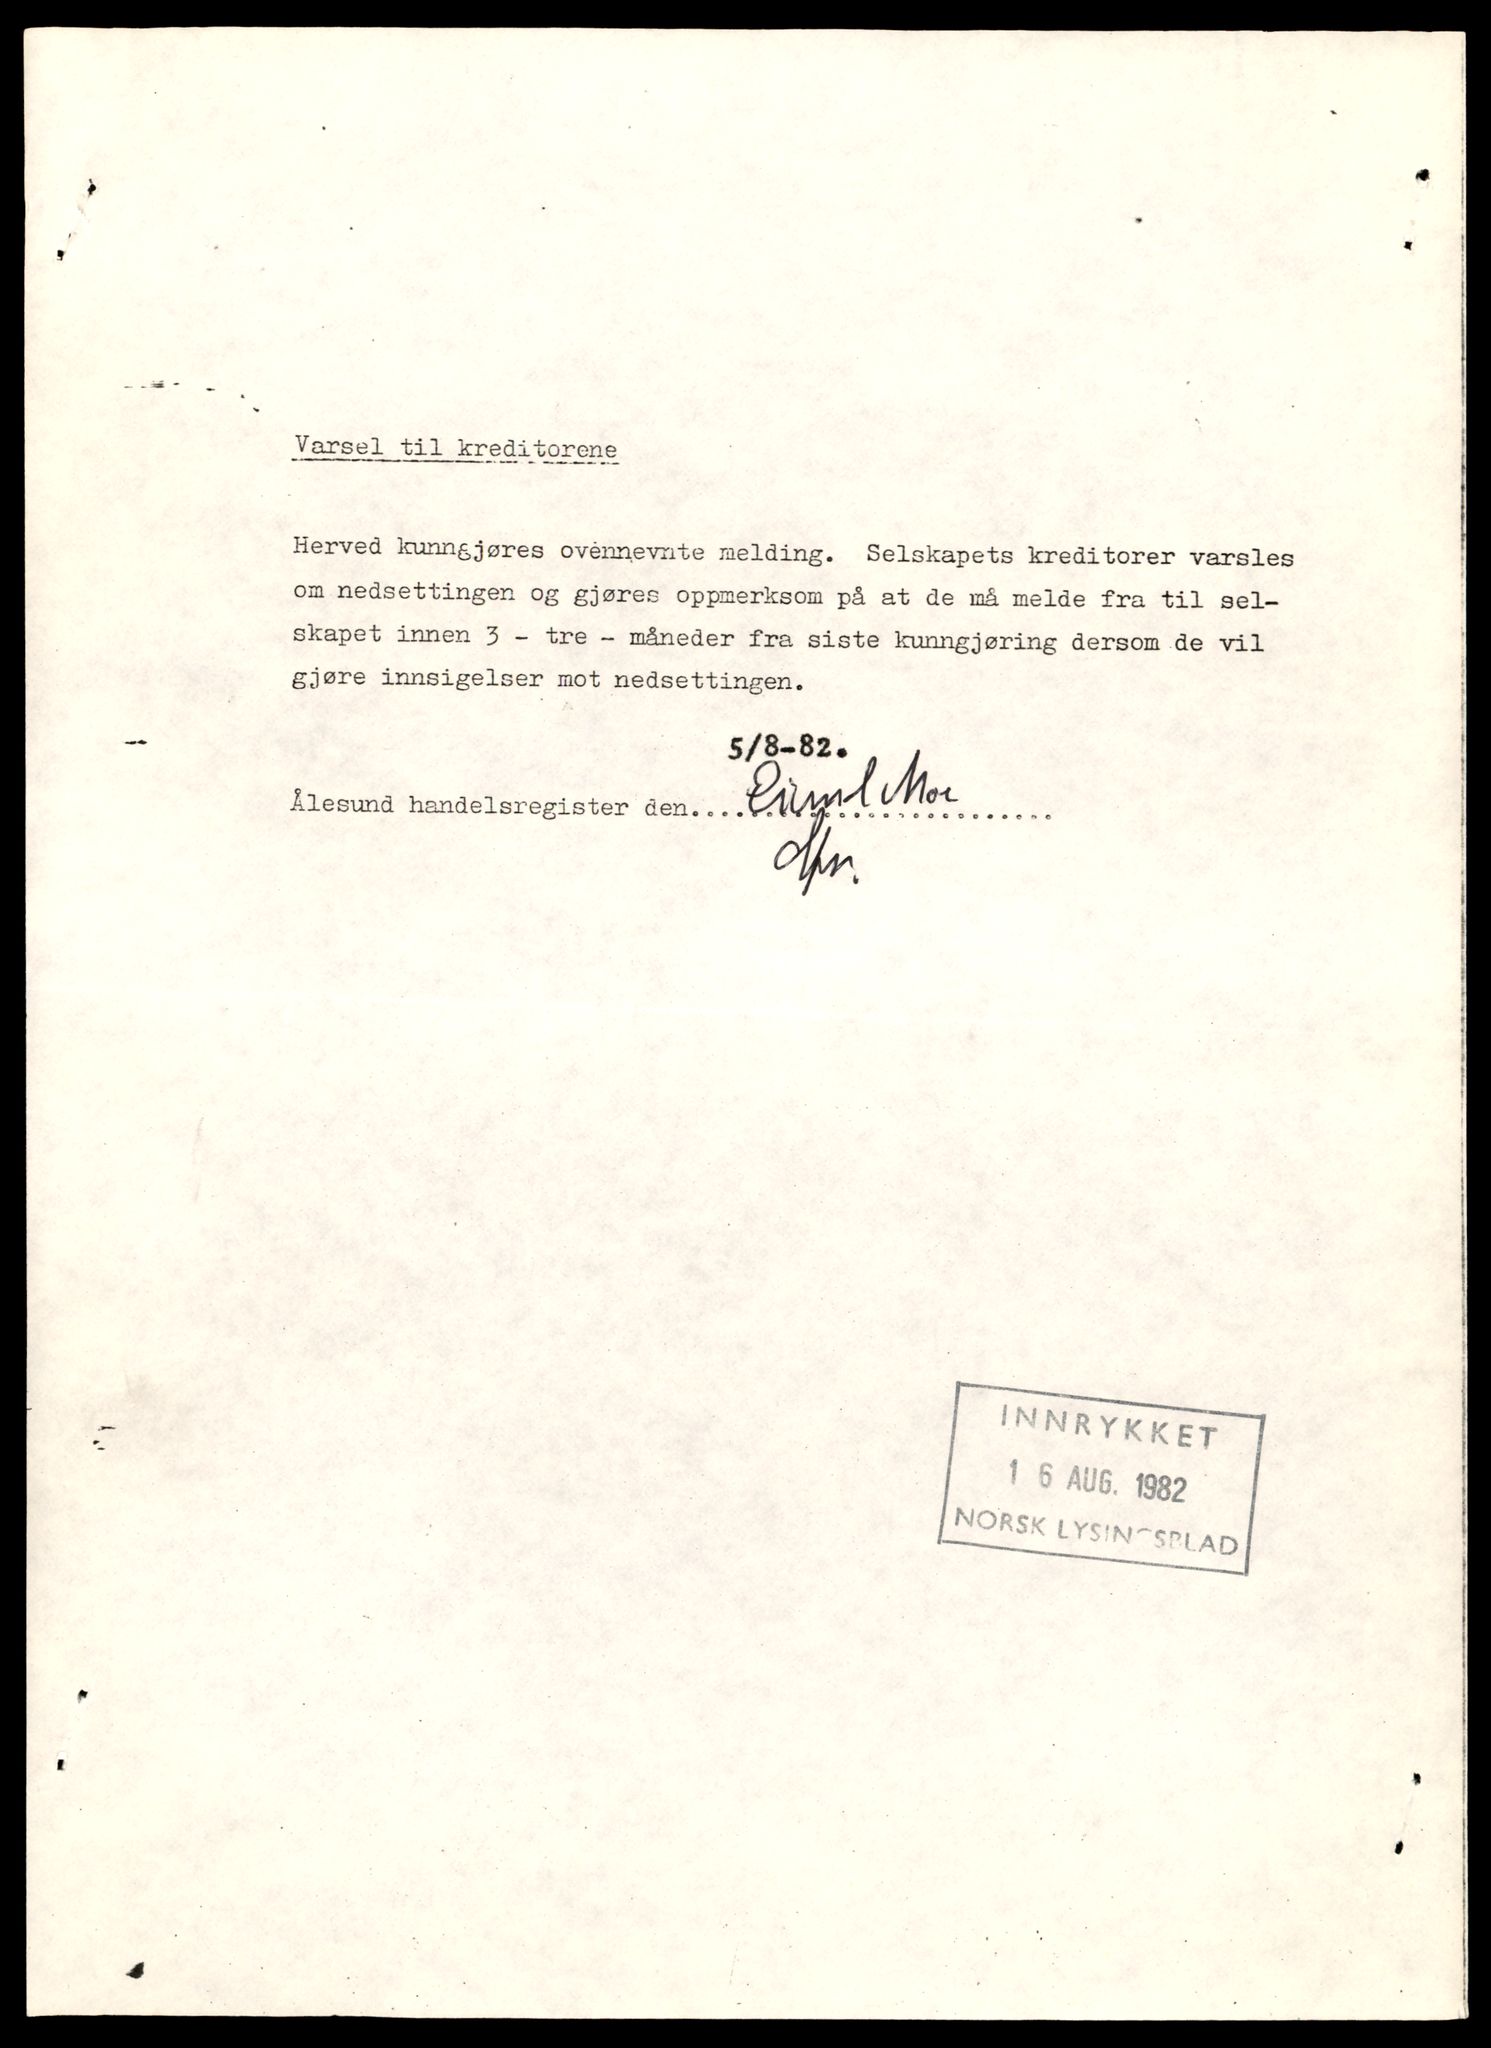 Varsel til kreditorene
Herved kunngjøres ovennevnte melding. Selskapets kreditorer varsles
om nedsettingen og gjøres oppmerksom på at de må melde fra til sel-
skapet innen 3 - tre - måneder fra siste kunngjøring dersom de vil
gjøre innsigelser mot nedsettingen.
5/8-82.
Ålesund handelsregister den.... Moe
INNRYKKET
16 AUG. 1982
NORSK LYSINGSBLAD